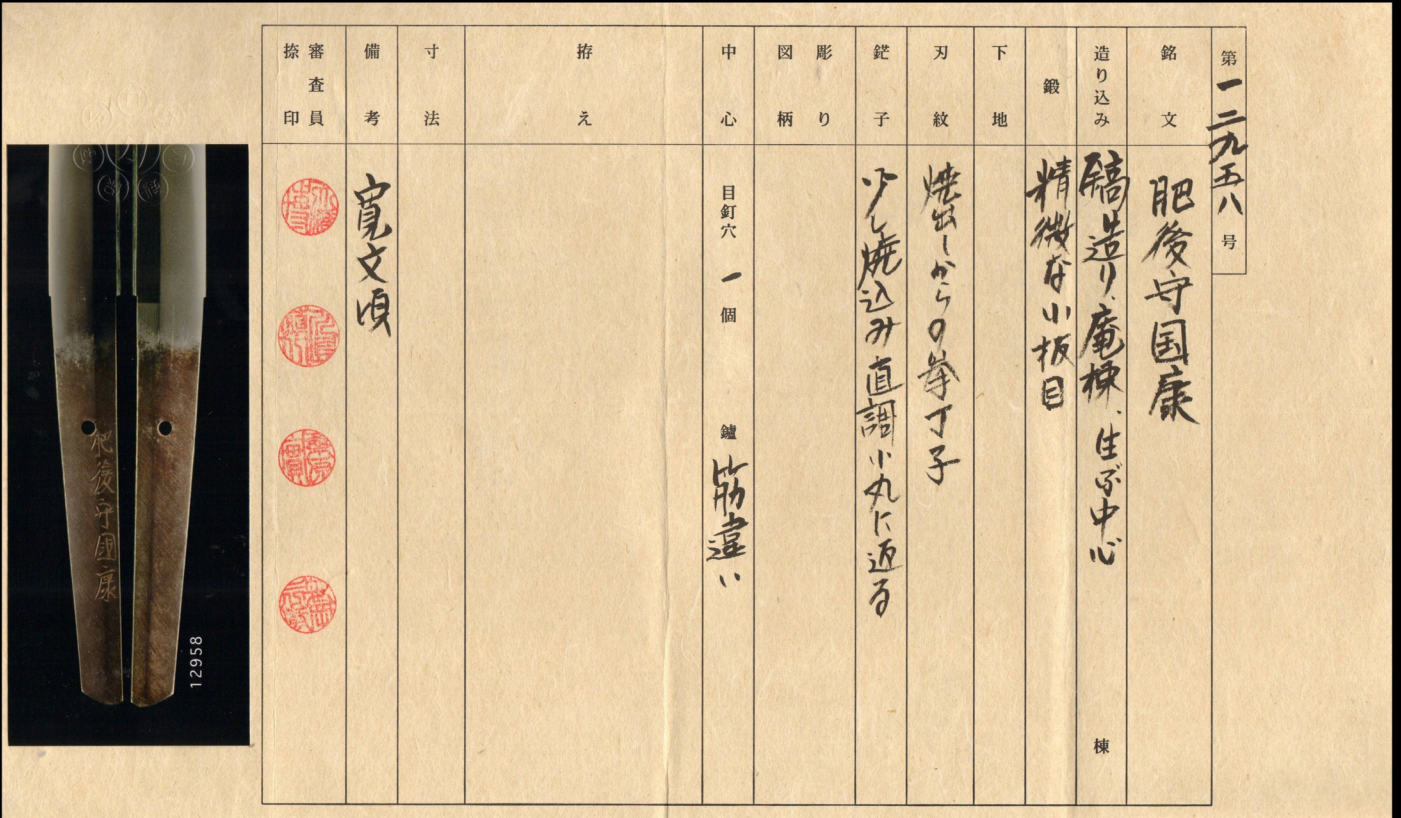 第一二九五八号
銘文 肥後守国康
造り込み 鎬造り、庵棟、生ぶ中心 棟
鍛 精微な小板目
下地
刃紋 焼出しからの拳丁子
鋩子 少し焼込み直調小丸に返る
彫り
図柄
中心 目釘穴 一個 鑢 筋違い
拵え
寸法
備考 寛文頃
審査員
捺印
肥後守國康
12958